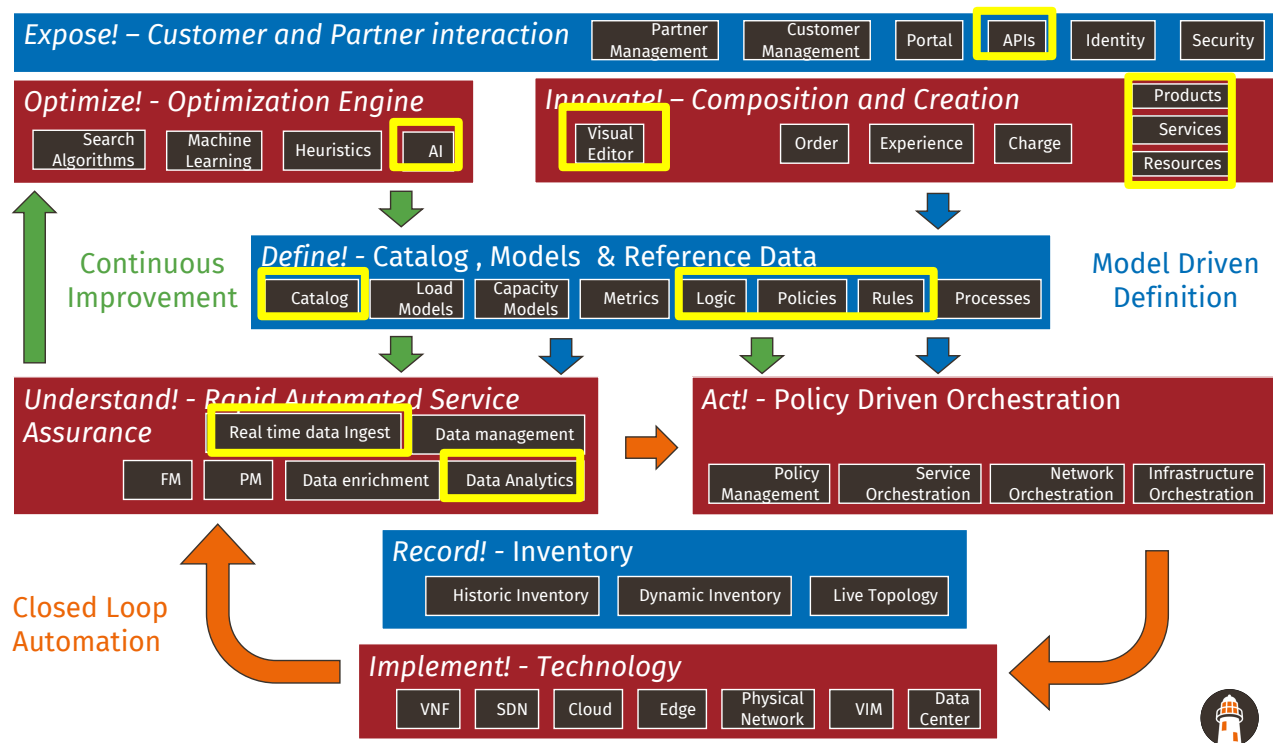 Expose! – Customer and Partner interaction
Partner
Management
Customer
Management
Portal
APIs
Identity
Security
Optimize! - Optimization Engine
Search
Algorithms
Machine
Learning
Heuristics
AI
Innovate! – Composition and Creation
Visual
Editor
Order
Experience
Charge
Products
Services
Resources
Continuous
Improvement
Define! - Catalog , Models & Reference Data
Catalog
Load
Models
Capacity
Models
Metrics
Logic
Policies
Rules
Processes
Model Driven
Definition
Understand! - Rapid Automated Service
Assurance
Real time data Ingest
Data management
FM
PM
Data enrichment
Data Analytics
Act! - Policy Driven Orchestration
Policy
Management
Service
Orchestration
Network
Orchestration
Infrastructure
Orchestration
Record! - Inventory
Historic Inventory
Dynamic Inventory
Live Topology
Closed Loop
Automation
Implement! - Technology
VNF
SDN
Cloud
Edge
Physical
Network
VIM
Data
Center